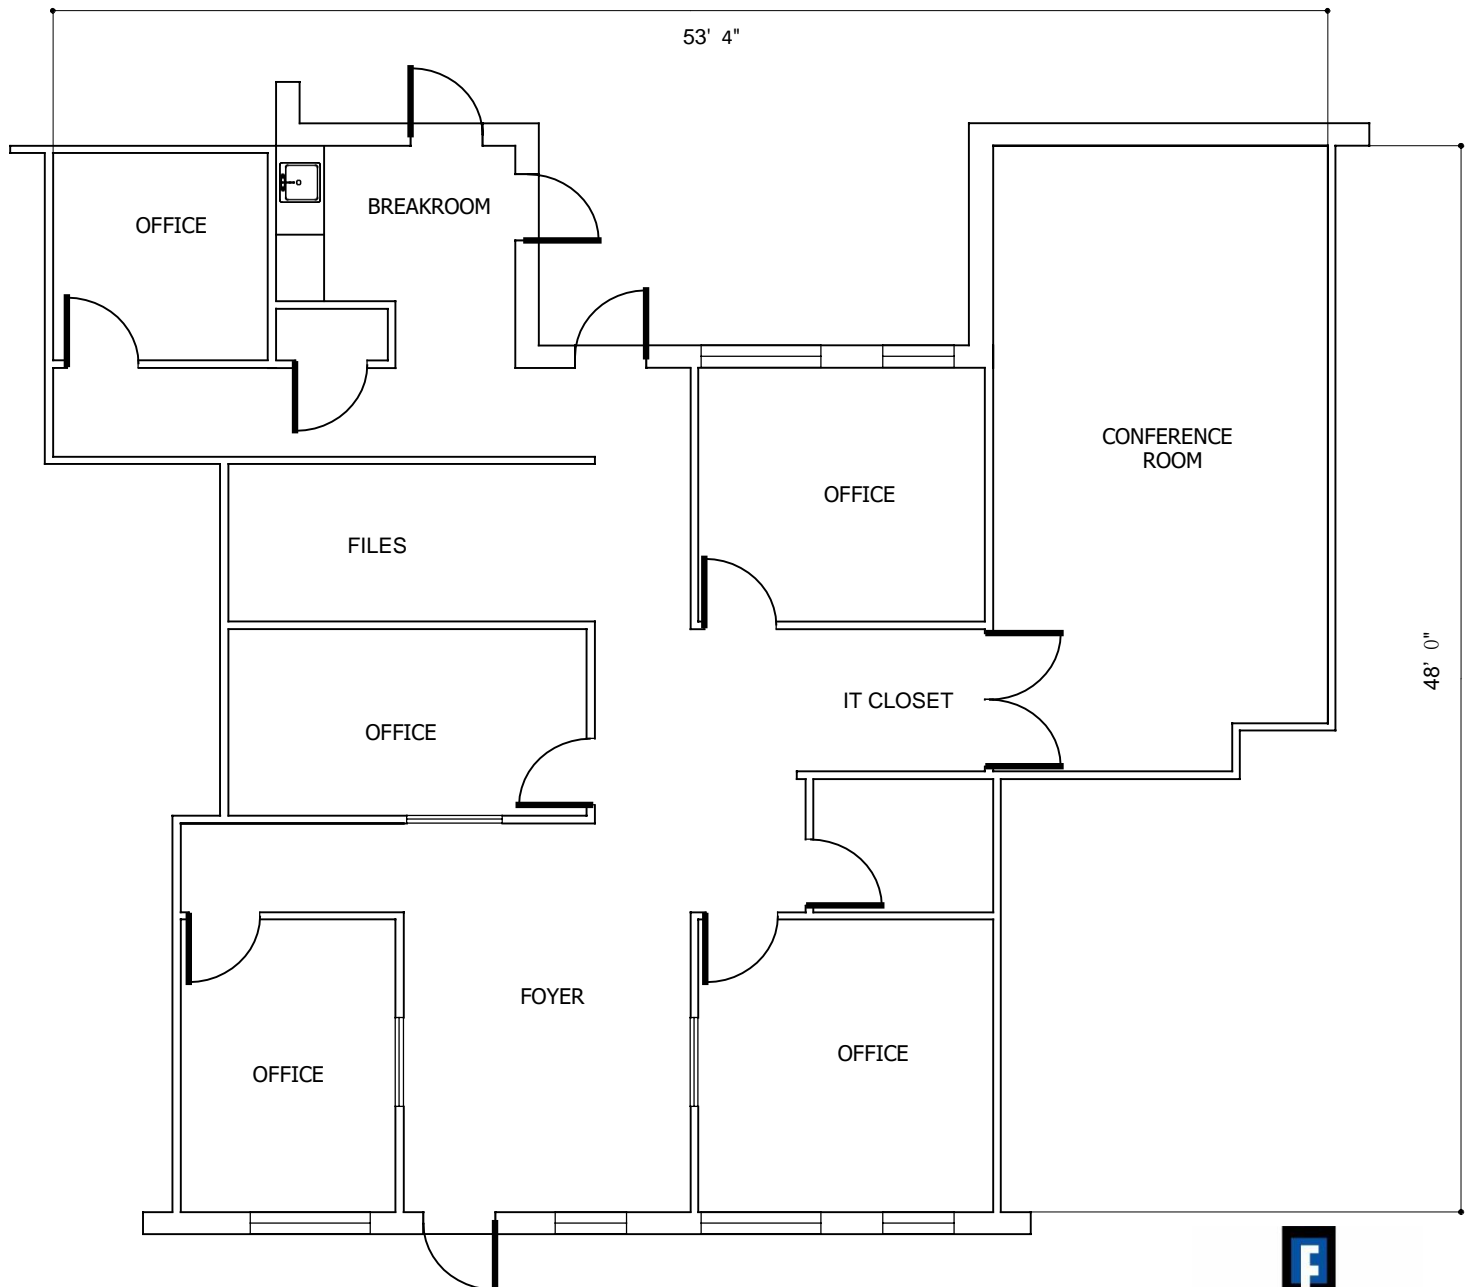 53' 4"
BREAKROOM
OFFICE
CONFERENCE
ROOM
OFFICE
FILES
48' 0"
IT CLOSET
OFFICE
FOYER
OFFICE
OFFICE
F